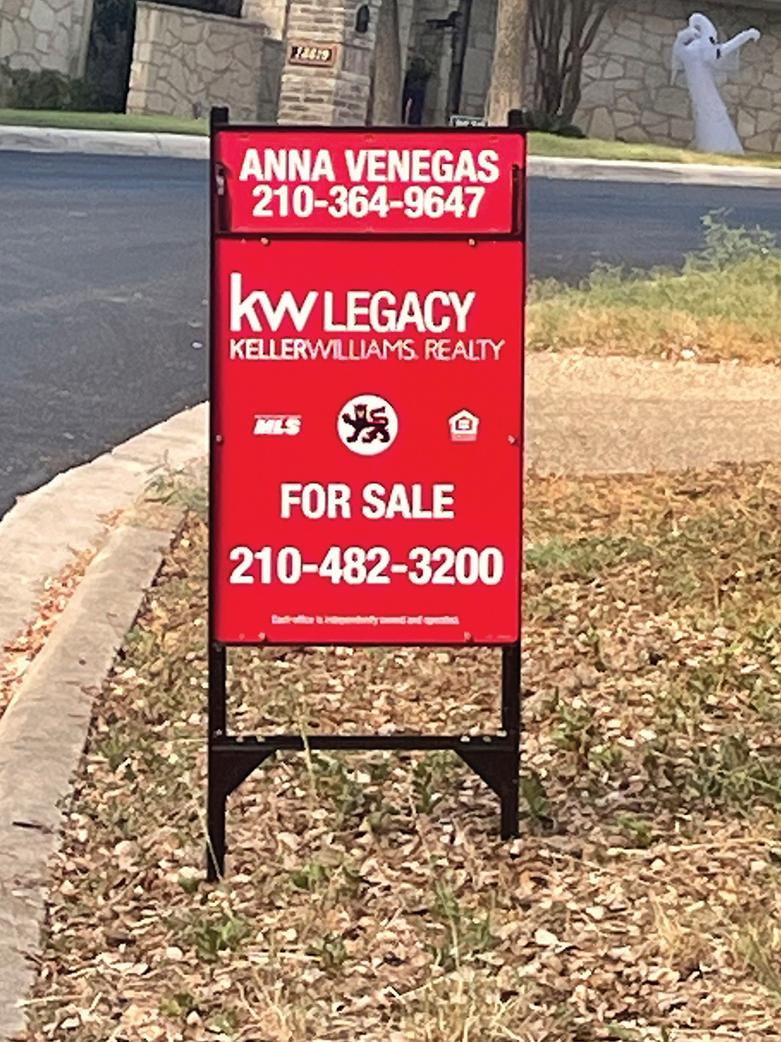 ANNA VENEGAS
210-364-9647
kw LEGACY
KELLERWILLIAMS. REALTY
MLS
FOR SALE
210-482-3200
Each office is independently owned and operated.